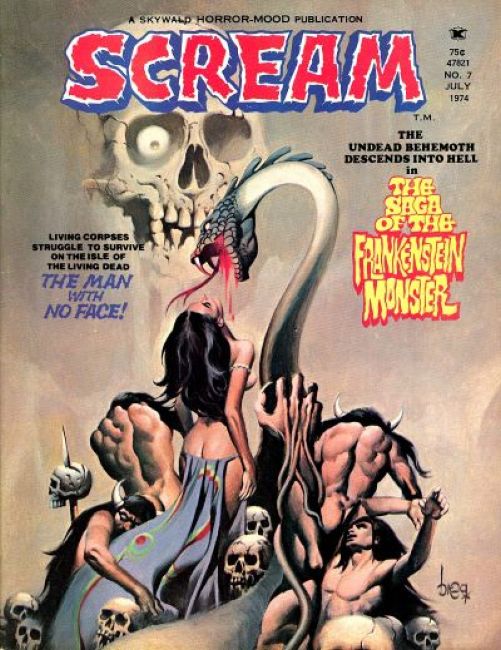 A SKYWALD HORROR-MOOD PUBLICATION
SCREAM
75¢
47821
NO. 7
JULY
1974
T.M.
THE
UNDEAD BEHEMOTH
DESCENDS INTO HELL
in
THE
SAGA
OF THE
FRANKENSTEIN
MONSTER
LIVING CORPSES
STRUGGLE TO SURVIVE
ON THE ISLE OF
THE LIVING DEAD
THE MAN
WITH
NO FACE!